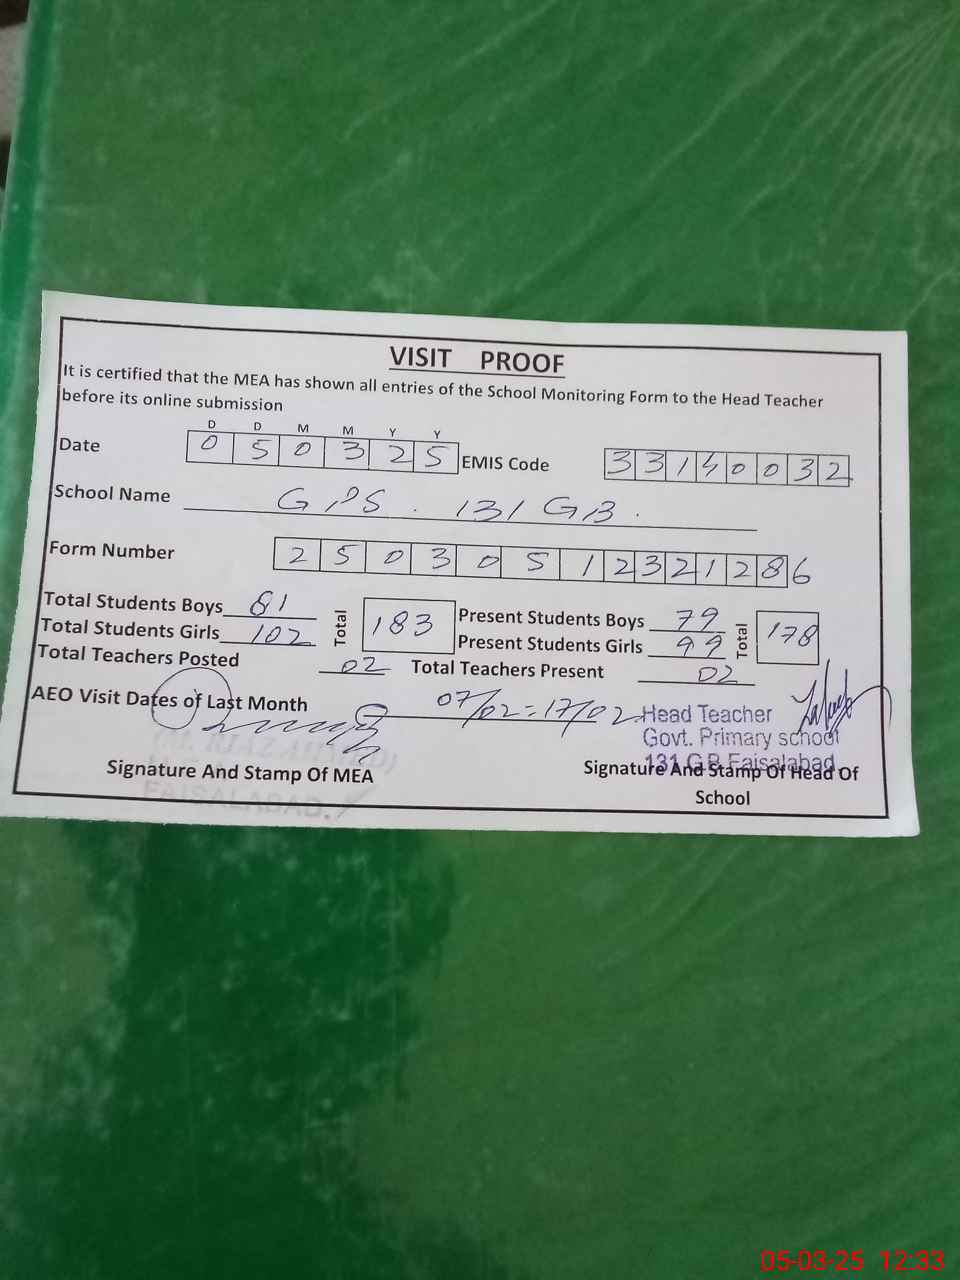 VISIT PROOF
It is certified that the MEA has shown all entries of the School Monitoring Form to the Head Teacher
before its online submission
D D M M Y Y
Date 0 5 0 3 2 5 EMIS Code 3 3 1 4 0 0 3 2
School Name GPS. 131 GB.
Form Number 2 5 0 3 0 5 1 2 3 2 1 2 8 6
Total Students Boys 81 Total 183 Present Students Boys 79 Total 178
Total Students Girls 102 Present Students Girls 99
Total Teachers Posted 02 Total Teachers Present 02
AEO Visit Dates of Last Month 07/02 = 17/02
Head Teacher
Govt. Primary school
131 G B Faisalabad.
(M. RIAZ AHMED)
FAISALABAD.
Signature And Stamp Of MEA
Signature And Stamp Of Head Of
School
05-03-25 12:33